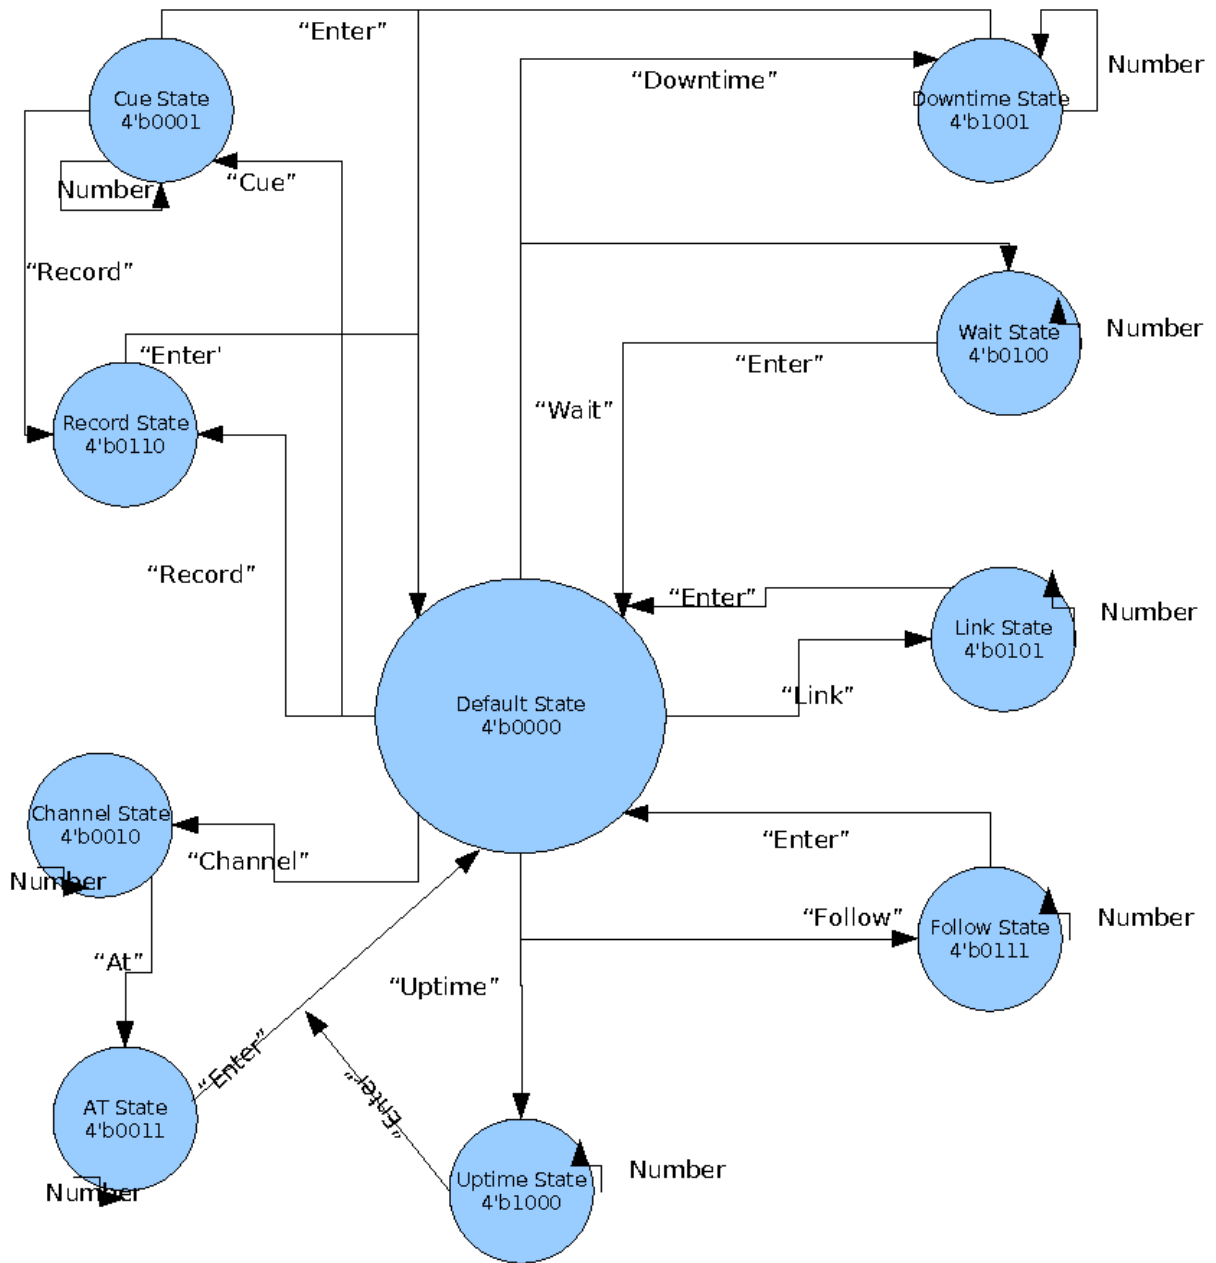 “Enter”
“Downtime”
Number
Cue State
4'b0001
Downtime State
4'b1001
Number
“Cue”
“Record”
Wait State
4'b0100
Number
“Enter'
“Enter”
“Wait”
Record State
4'b0110
“Record”
“Enter”
Number
Link State
4'b0101
Default State
4'b0000
“Link”
Channel State
4'b0010
“Channel”
Number
“Enter”
“Follow”
Number
Follow State
4'b0111
“At”
“Uptime”
“Enter”
“Enter”
AT State
4'b0011
Number
Uptime State
4'b1000
Number